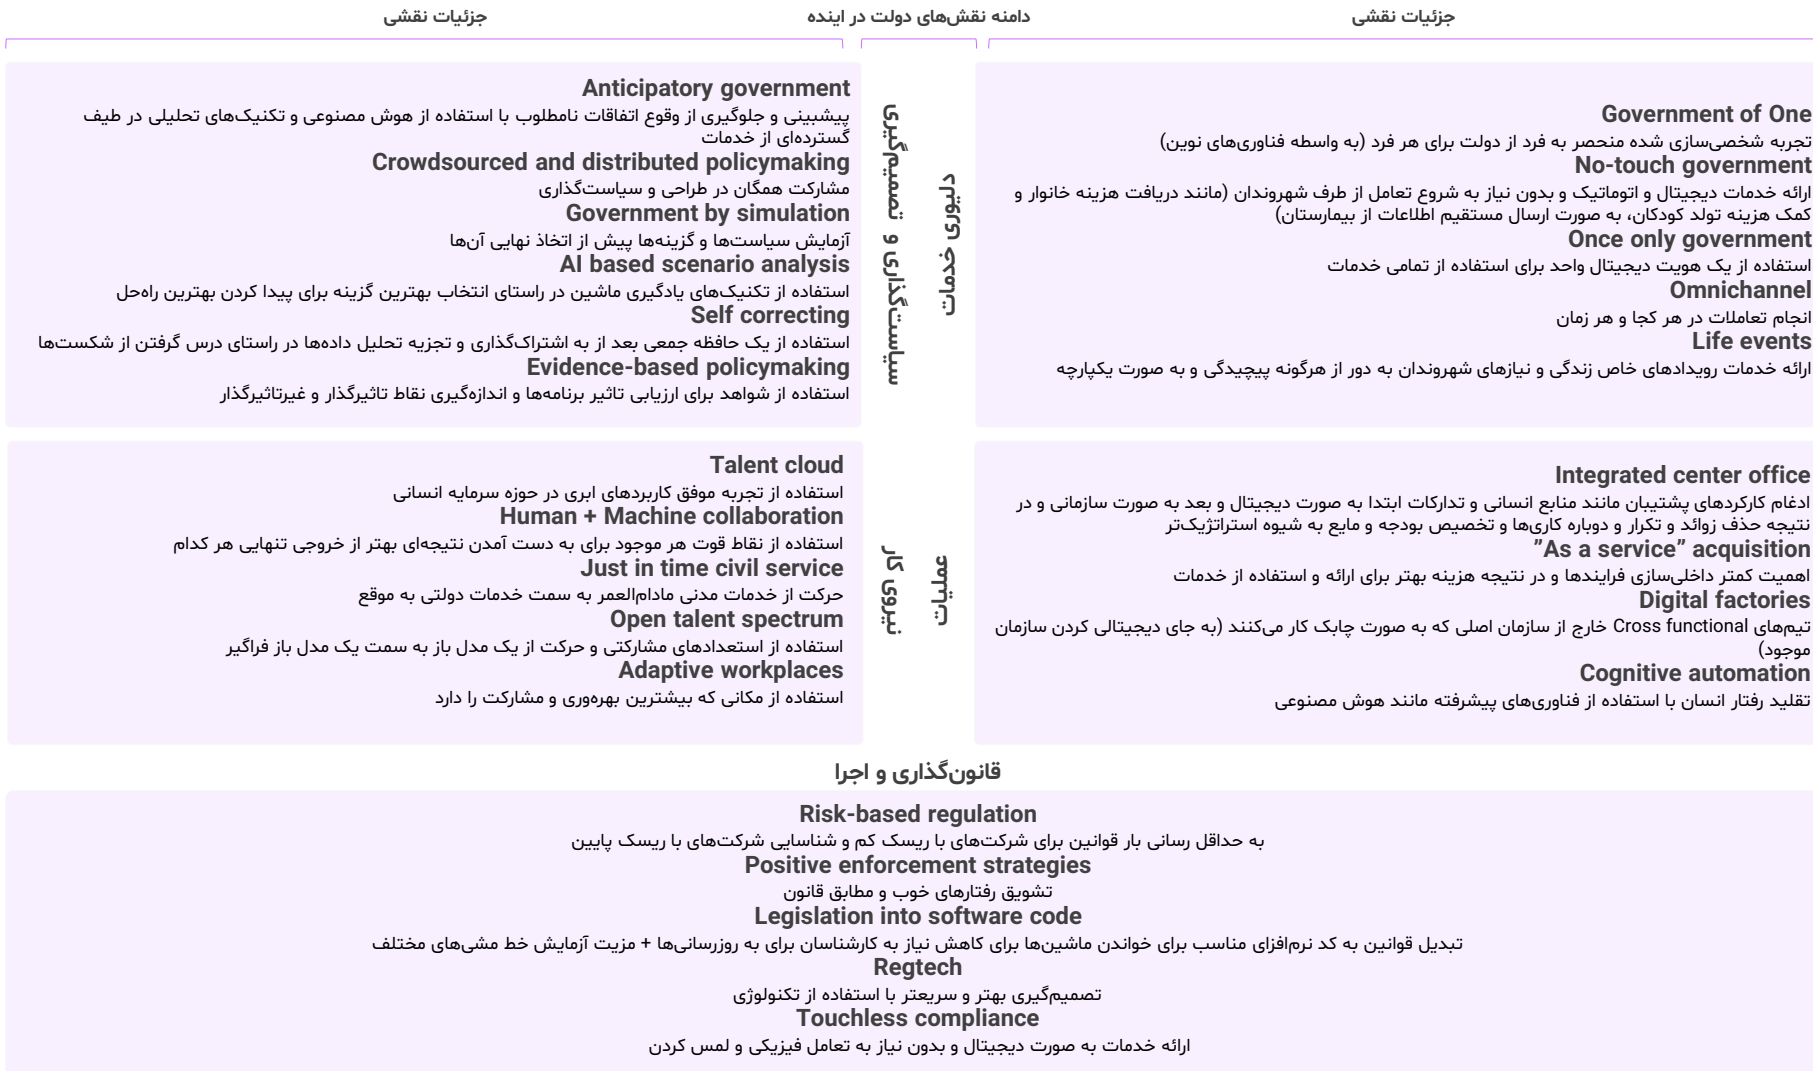 جزئیات نقشی
دامنه نقش‌های دولت در اینده
جزئیات نقشی
دلیوری خدمات
Government of One
تجربه شخصی‌سازی شده منحصر به فرد از دولت برای هر فرد (به واسطه فناوری‌های نوین)
No-touch government
ارائه خدمات دیجیتال و اتوماتیک و بدون نیاز به شروع تعامل از طرف شهروندان (مانند دریافت هزینه خانوار و
کمک هزینه تولد کودکان، به صورت ارسال مستقیم اطلاعات از بیمارستان)
Once only government
استفاده از یک هویت دیجیتال واحد برای استفاده از تمامی خدمات
Omnichannel
انجام تعاملات در هر کجا و هر زمان
Life events
ارائه خدمات رویدادهای خاص زندگی و نیازهای شهروندان به دور از هرگونه پیچیدگی و به صورت یکپارچه
سیاست‌گذاری و تصمیم‌گیری
Anticipatory government
پیشبینی و جلوگیری از وقوع اتفاقات نامطلوب با استفاده از هوش مصنوعی و تکنیک‌های تحلیلی در طیف
گسترده‌ای از خدمات
Crowdsourced and distributed policymaking
مشارکت همگان در طراحی و سیاست‌گذاری
Government by simulation
آزمایش سیاست‌ها و گزینه‌ها پیش از اتخاذ نهایی آن‌ها
AI based scenario analysis
استفاده از تکنیک‌های یادگیری ماشین در راستای انتخاب بهترین گزینه برای پیدا کردن بهترین راه‌حل
Self correcting
استفاده از یک حافظه جمعی بعد از به اشتراک‌گذاری و تجزیه تحلیل داده‌ها در راستای درس گرفتن از شکست‌ها
Evidence-based policymaking
استفاده از شواهد برای ارزیابی تاثیر برنامه‌ها و اندازه‌گیری نقاط تاثیرگذار و غیرتاثیرگذار
عملیات
Integrated center office
ادغام کارکردهای پشتیبان مانند منابع انسانی و تدارکات ابتدا به صورت دیجیتال و بعد به صورت سازمانی و در
نتیجه حذف زوائد و تکرار و دوباره کاری‌ها و تخصیص بودجه و مایع به شیوه استراتژیک‌تر
”As a service” acquisition
اهمیت کمتر داخلی‌سازی فرایندها و در نتیجه هزینه بهتر برای ارائه و استفاده از خدمات
Digital factories
تیم‌های Cross functional خارج از سازمان اصلی که به صورت چابک کار می‌کنند (به جای دیجیتالی کردن سازمان
موجود)
Cognitive automation
تقلید رفتار انسان با استفاده از فناوری‌های پیشرفته مانند هوش مصنوعی
نیروی کار
Talent cloud
استفاده از تجربه موفق کاربردهای ابری در حوزه سرمایه انسانی
Human + Machine collaboration
استفاده از نقاط قوت هر موجود برای به دست آمدن نتیجه‌ای بهتر از خروجی تنهایی هر کدام
Just in time civil service
حرکت از خدمات مدنی مادام‌العمر به سمت خدمات دولتی به موقع
Open talent spectrum
استفاده از استعدادهای مشارکتی و حرکت از یک مدل باز به سمت یک مدل باز فراگیر
Adaptive workplaces
استفاده از مکانی که بیشترین بهره‌وری و مشارکت را دارد
قانون‌گذاری و اجرا
Risk-based regulation
به حداقل رسانی بار قوانین برای شرکت‌های با ریسک کم و شناسایی شرکت‌های با ریسک پایین
Positive enforcement strategies
تشویق رفتارهای خوب و مطابق قانون
Legislation into software code
تبدیل قوانین به کد نرم‌افزای مناسب برای خواندن ماشین‌ها برای کاهش نیاز به کارشناسان برای به روزرسانی‌ها + مزیت آزمایش خط مشی‌های مختلف
Regtech
تصمیم‌گیری بهتر و سریعتر با استفاده از تکنولوژی
Touchless compliance
ارائه خدمات به صورت دیجیتال و بدون نیاز به تعامل فیزیکی و لمس کردن